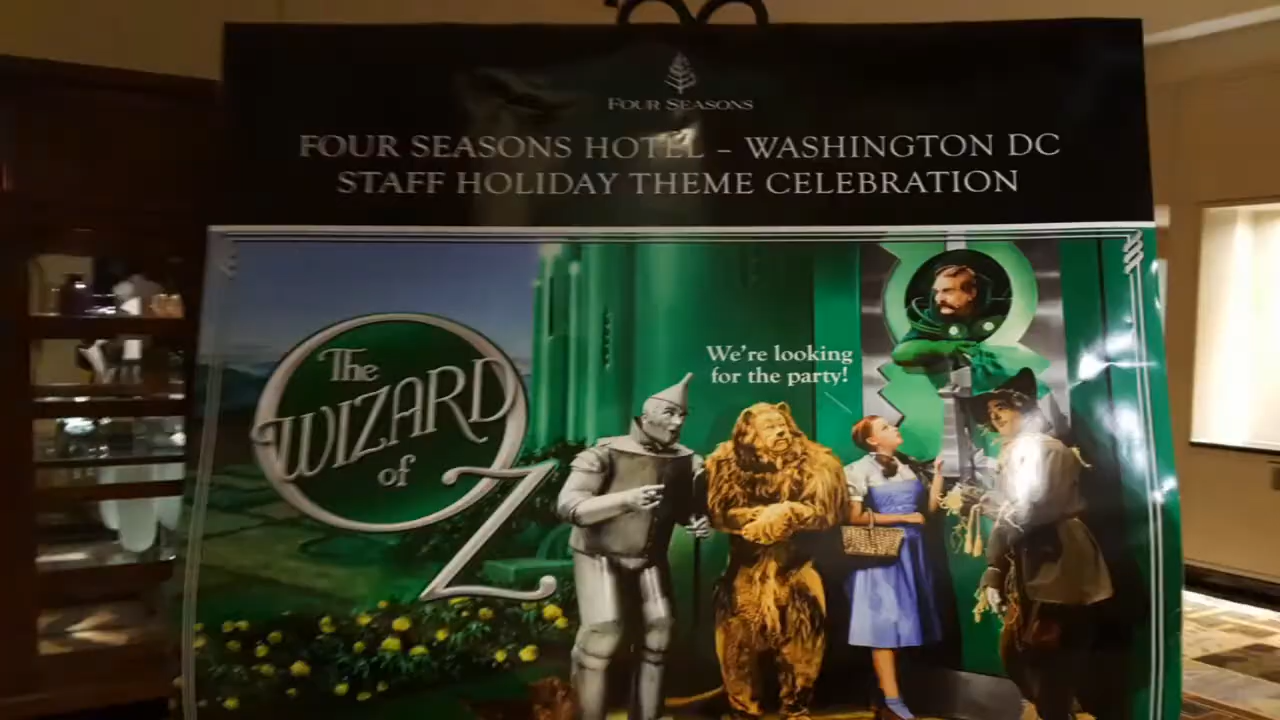 FOUR SEASONS
FOUR SEASONS HOTEL – WASHINGTON DC
STAFF HOLIDAY THEME CELEBRATION
The
WIZARD
of
Z
We're looking
for the party!